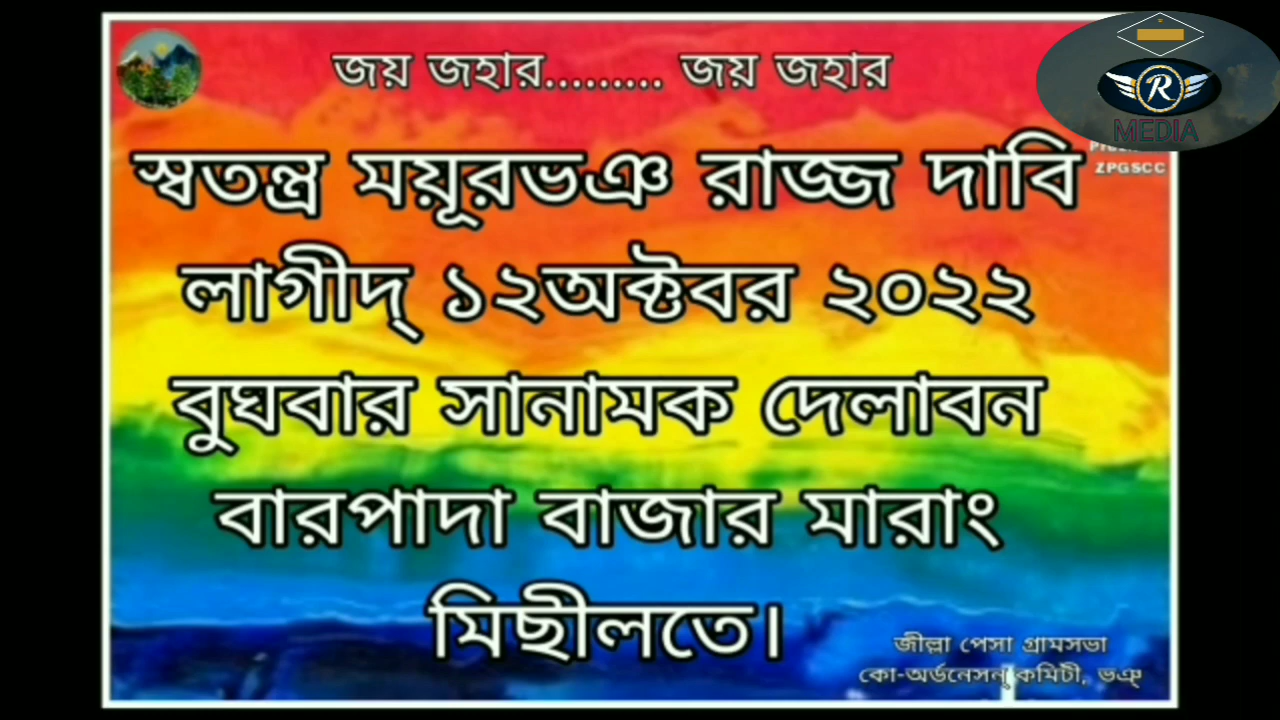 জয় জহার......... জয় জহার
R
MEDIA
ZPGSCC
স্বতন্ত্র ময়ূরভঞ রাজ্জ দাবি
লাগীদ্ ১২অক্টবর ২০২২
বুঘবার সানামক দেলাবন
বারপাদা বাজার মারাং
মিছীলতে।
জীল্লা পেসা গ্রামসভা
কো-অর্ডনেসন্ কমিটী, ভঞ্